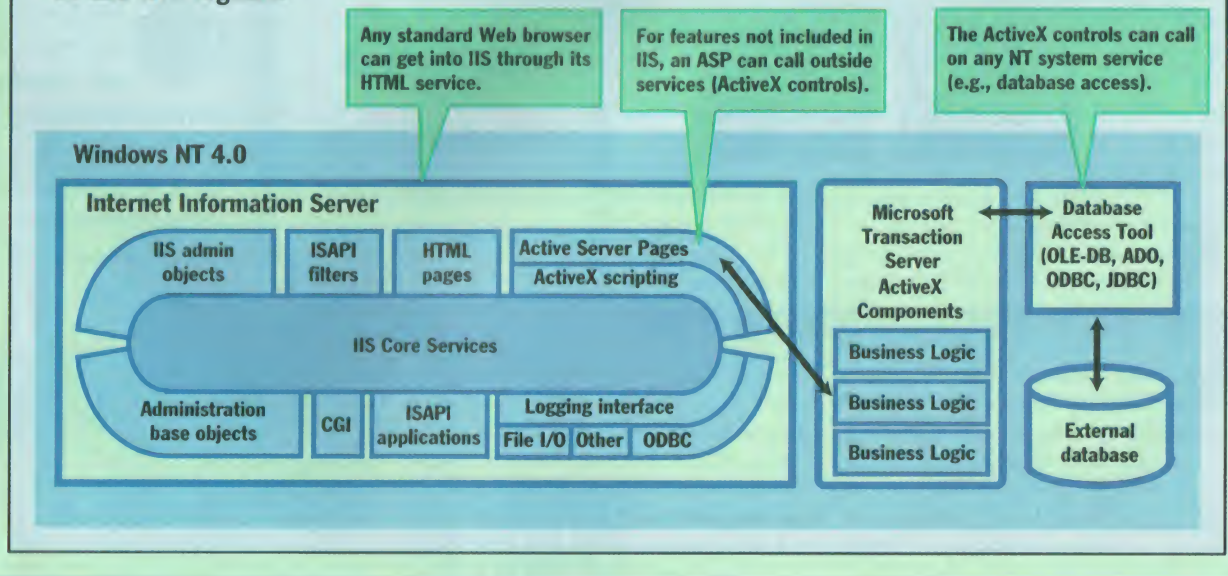 Any standard Web browser
can get into IIS through its
HTML service.
For features not included in
IIS, an ASP can call outside
services (ActiveX controls).
The ActiveX controls can call
on any NT system service
(e.g., database access).
Windows NT 4.0
Internet Information Server
IIS admin
objects
ISAPI
filters
HTML
pages
Active Server Pages
ActiveX scripting
IIS Core Services
Administration
base objects
CGI
ISAPI
applications
Logging interface
File I/O
Other
ODBC
Microsoft
Transaction
Server
ActiveX
Components
Business Logic
Business Logic
Business Logic
Database
Access Tool
(OLE-DB, ADO,
ODBC, JDBC)
External
database